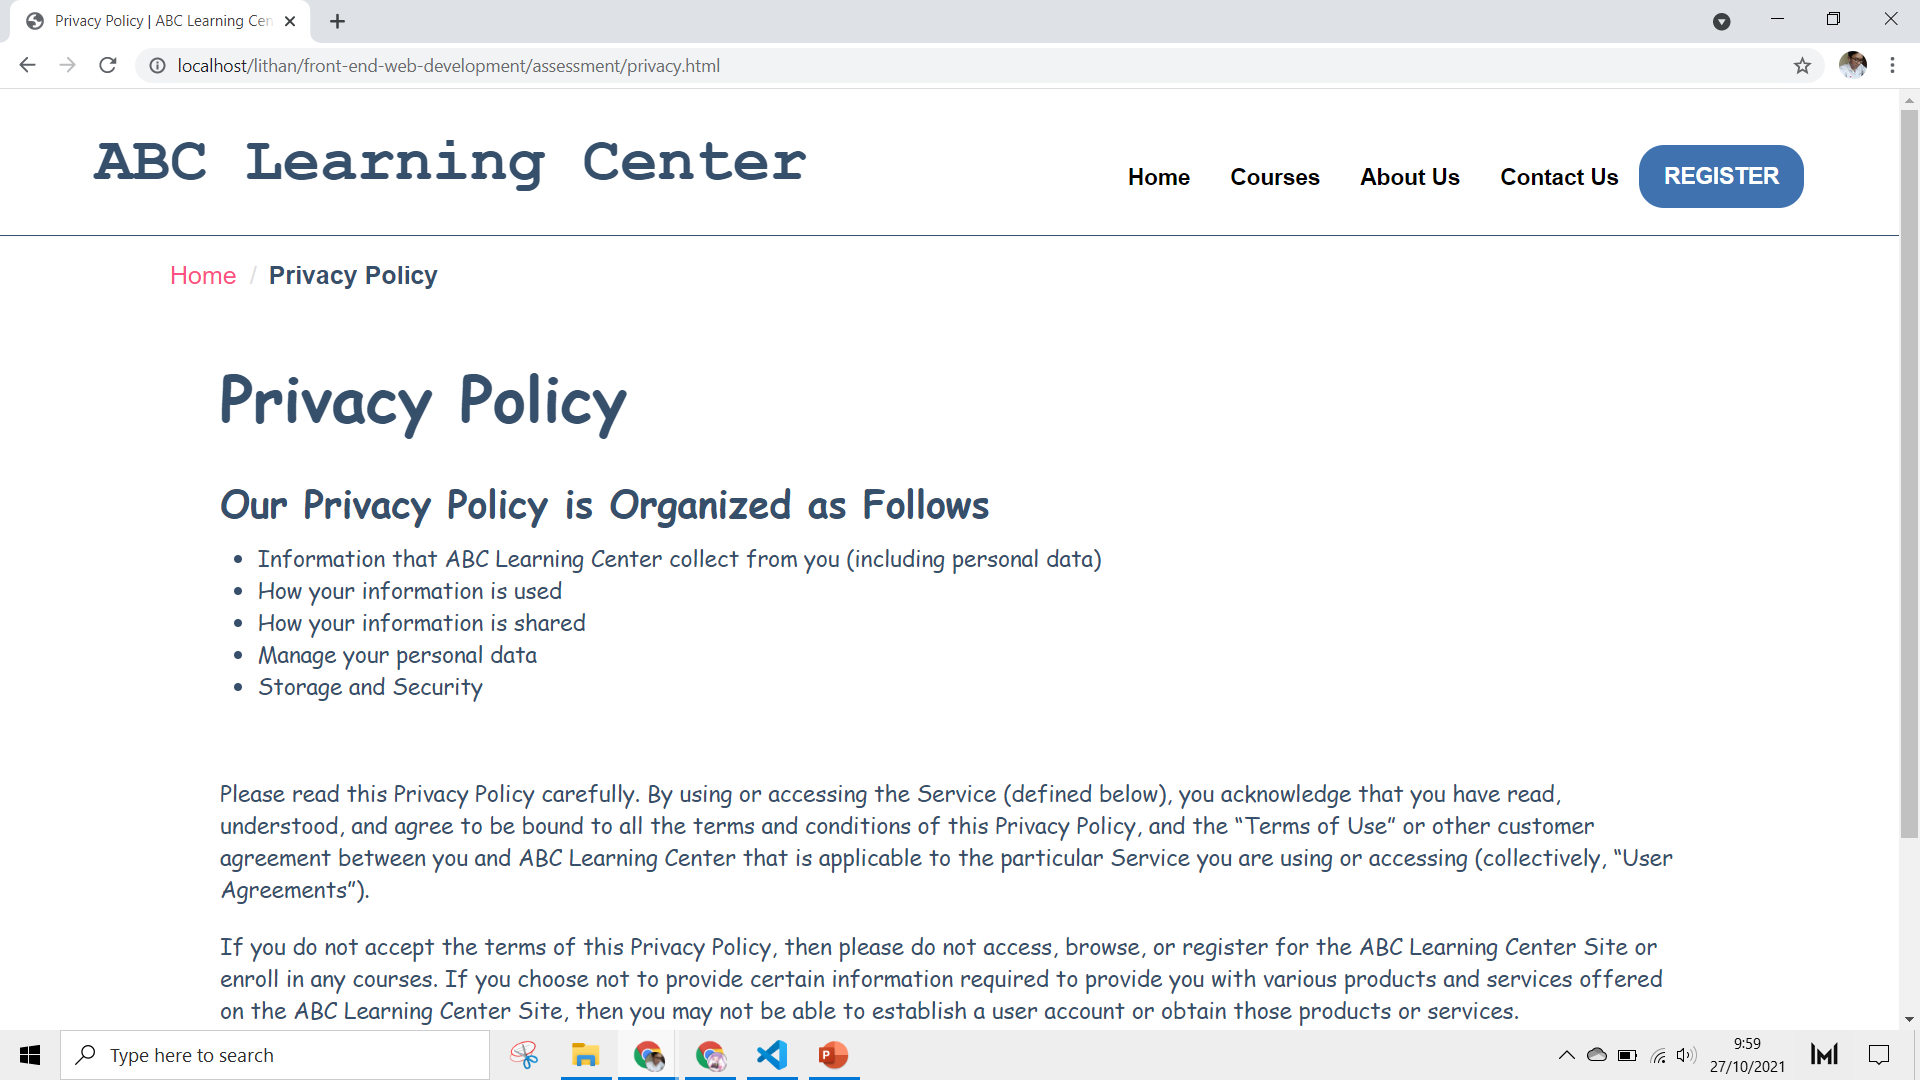 Privacy Policy | ABC Learning Cen
localhost/lithan/front-end-web-development/assessment/privacy.html
ABC Learning Center
Home
Courses
About Us
Contact Us
REGISTER
Home / Privacy Policy
Privacy Policy
Our Privacy Policy is Organized as Follows
• Information that ABC Learning Center collect from you (including personal data)
• How your information is used
• How your information is shared
• Manage your personal data
• Storage and Security
Please read this Privacy Policy carefully. By using or accessing the Service (defined below), you acknowledge that you have read,
understood, and agree to be bound to all the terms and conditions of this Privacy Policy, and the “Terms of Use” or other customer
agreement between you and ABC Learning Center that is applicable to the particular Service you are using or accessing (collectively, “User
Agreements”).
If you do not accept the terms of this Privacy Policy, then please do not access, browse, or register for the ABC Learning Center Site or
enroll in any courses. If you choose not to provide certain information required to provide you with various products and services offered
on the ABC Learning Center Site, then you may not be able to establish a user account or obtain those products or services.
Type here to search
9:59
27/10/2021